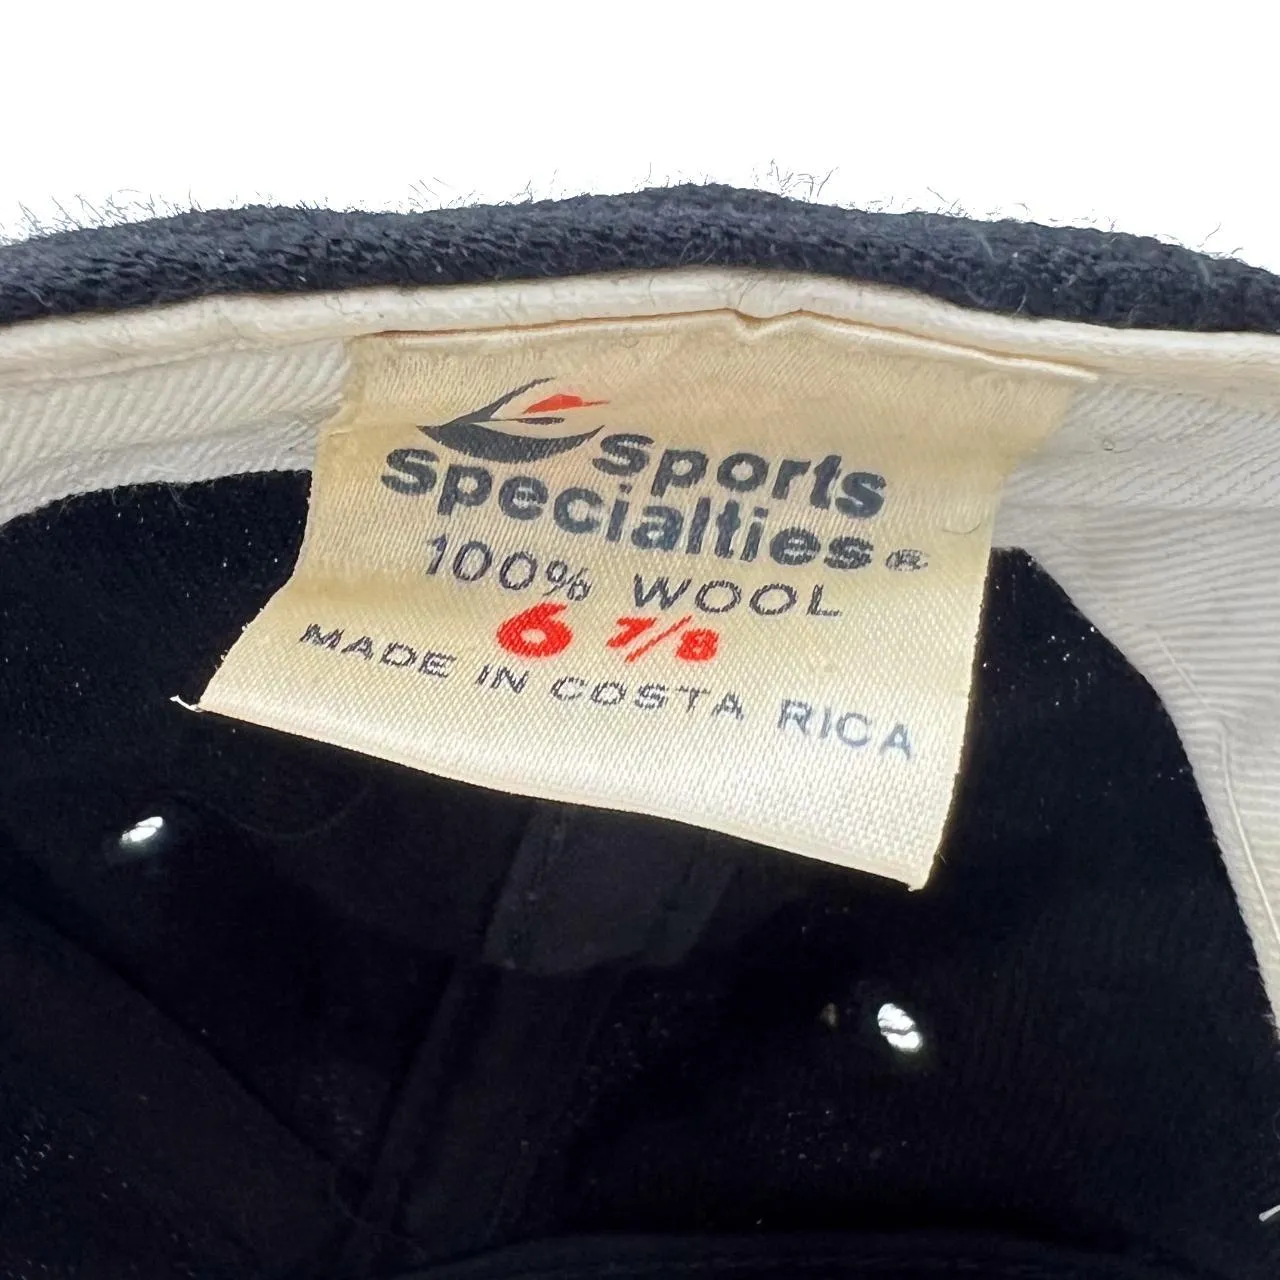 Sports
Specialties®
100% WOOL
6 7/8
MADE IN COSTA RICA